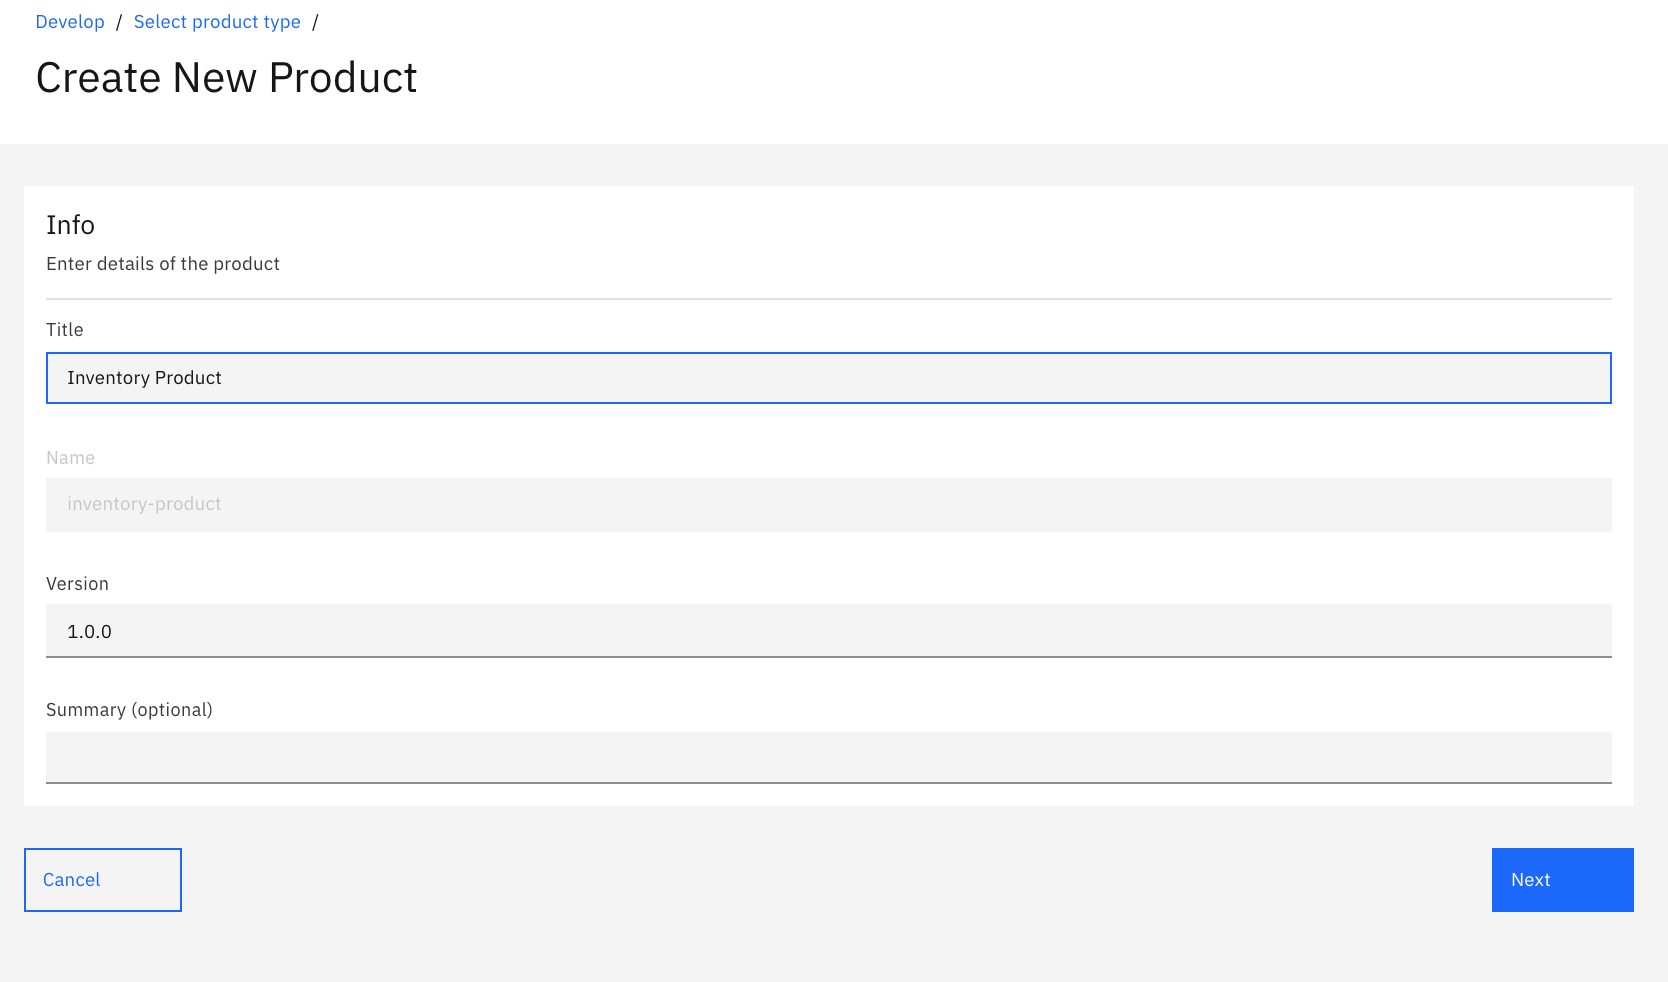 Develop / Select product type /
Create New Product
Info
Enter details of the product
Title
Inventory Product
Name
inventory-product
Version
1.0.0
Summary (optional)
Cancel
Next